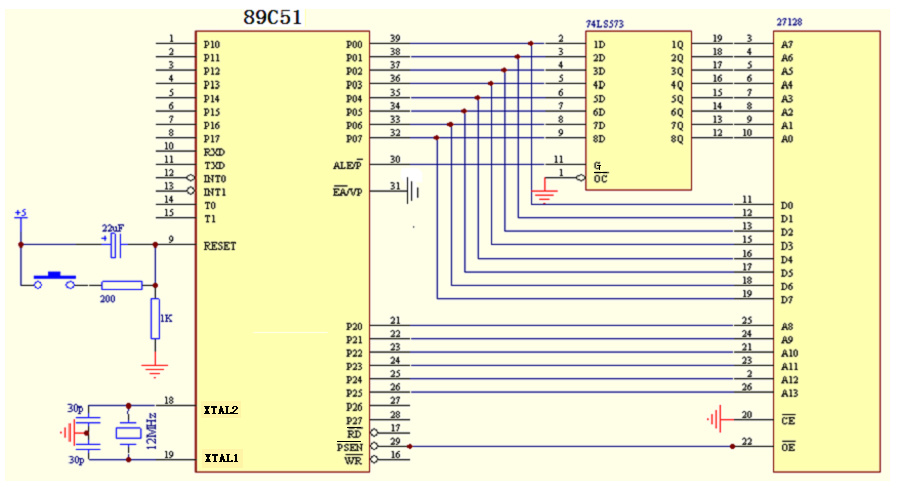 89C51
74LS573
27128
1 P10
2 P11
3 P12
4 P13
5 P14
6 P15
7 P16
8 P17
10 RXD
11 TXD
12 INT0
13 INT1
14 T0
15 T1
9 RESET
18 XTAL2
19 XTAL1
P00 39
P01 38
P02 37
P03 36
P04 35
P05 34
P06 33
P07 32
ALE/P 30
EA/VP 31
P20 21
P21 22
P22 23
P23 24
P24 25
P25 26
P26 27
P27 28
RD 17
PSEN 29
WR 16
+5
22uF
+
200
1K
30p
30p
12MHz
2 1D 1Q 19
3 2D 2Q 18
4 3D 3Q 17
5 4D 4Q 16
6 5D 5Q 15
7 6D 6Q 14
8 7D 7Q 13
9 8D 8Q 12
11 G
1 OC
3 A7
4 A6
5 A5
6 A4
7 A3
8 A2
9 A1
10 A0
11 D0
12 D1
13 D2
15 D3
16 D4
17 D5
18 D6
19 D7
25 A8
24 A9
21 A10
23 A11
2 A12
26 A13
20 CE
22 OE